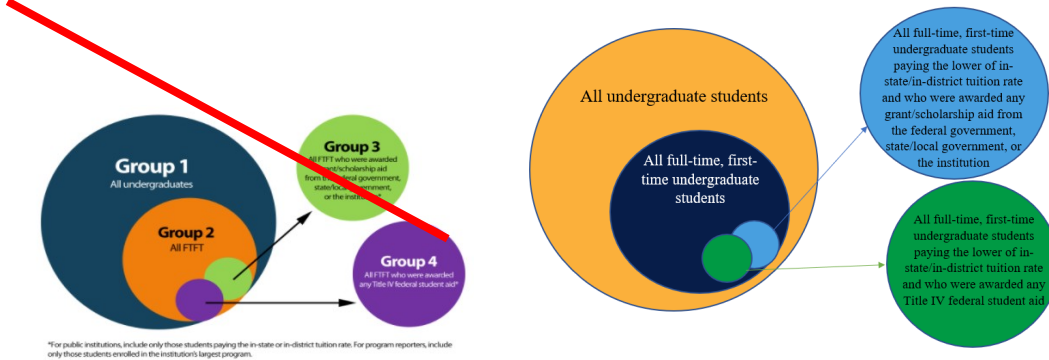 Group 1
All undergraduates
Group 2
All FTFT
Group 3
All FTFT who were awarded
grant/scholarship aid
from the federal government,
state/local government,
or the institution*
Group 4
All FTFT who were awarded
any Title IV federal student aid*
*For public institutions, include only those students paying the in-state or in-district tuition rate. For program reporters, include
only those students enrolled in the institution's largest program.
All undergraduate students
All full-time, first-
time undergraduate
students
All full-time, first-time
undergraduate students
paying the lower of in-
state/in-district tuition rate
and who were awarded any
grant/scholarship aid from
the federal government,
state/local government, or
the institution
All full-time, first-time
undergraduate students
paying the lower of in-
state/in-district tuition rate
and who were awarded any
Title IV federal student aid